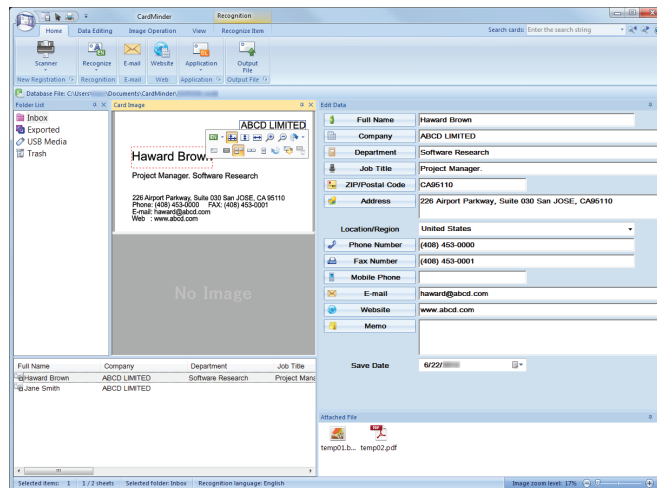 CardMinder
Recognition
Home Data Editing Image Operation View Recognize Item
Search cards: Enter the search string
Scanner Recognize E-mail Website Application Output File
New Registration Recognition E-mail Web Application Output File
Database File: C:\Users\ \Documents\CardMinder\
Folder List
Inbox
Exported
USB Media
Trash
Card Image
ABCD LIMITED
Haward Brown
Project Manager. Software Research
226 Airport Parkway, Suite 030 San JOSE, CA 95110
Phone: (408) 453-0000 FAX: (408) 453-0001
E-mail: haward@abcd.com
Web : www.abcd.com
No Image
Edit Data
Full Name Haward Brown
Company ABCD LIMITED
Department Software Research
Job Title Project Manager.
ZIP/Postal Code CA95110
Address 226 Airport Parkway, Suite 030 San JOSE, CA95110
Location/Region United States
Phone Number (408) 453-0000
Fax Number (408) 453-0001
Mobile Phone
E-mail haward@abcd.com
Website www.abcd.com
Memo
Save Date 6/22/
Full Name Company Department Job Title
Haward Brown ABCD LIMITED Software Research Project Mana
Jane Smith ABCD LIMITED
Attached File
temp01.b... temp02.pdf
Selected items: 1 1 / 2 sheets Selected folder: Inbox Recognition language: English
Image zoom level: 17%